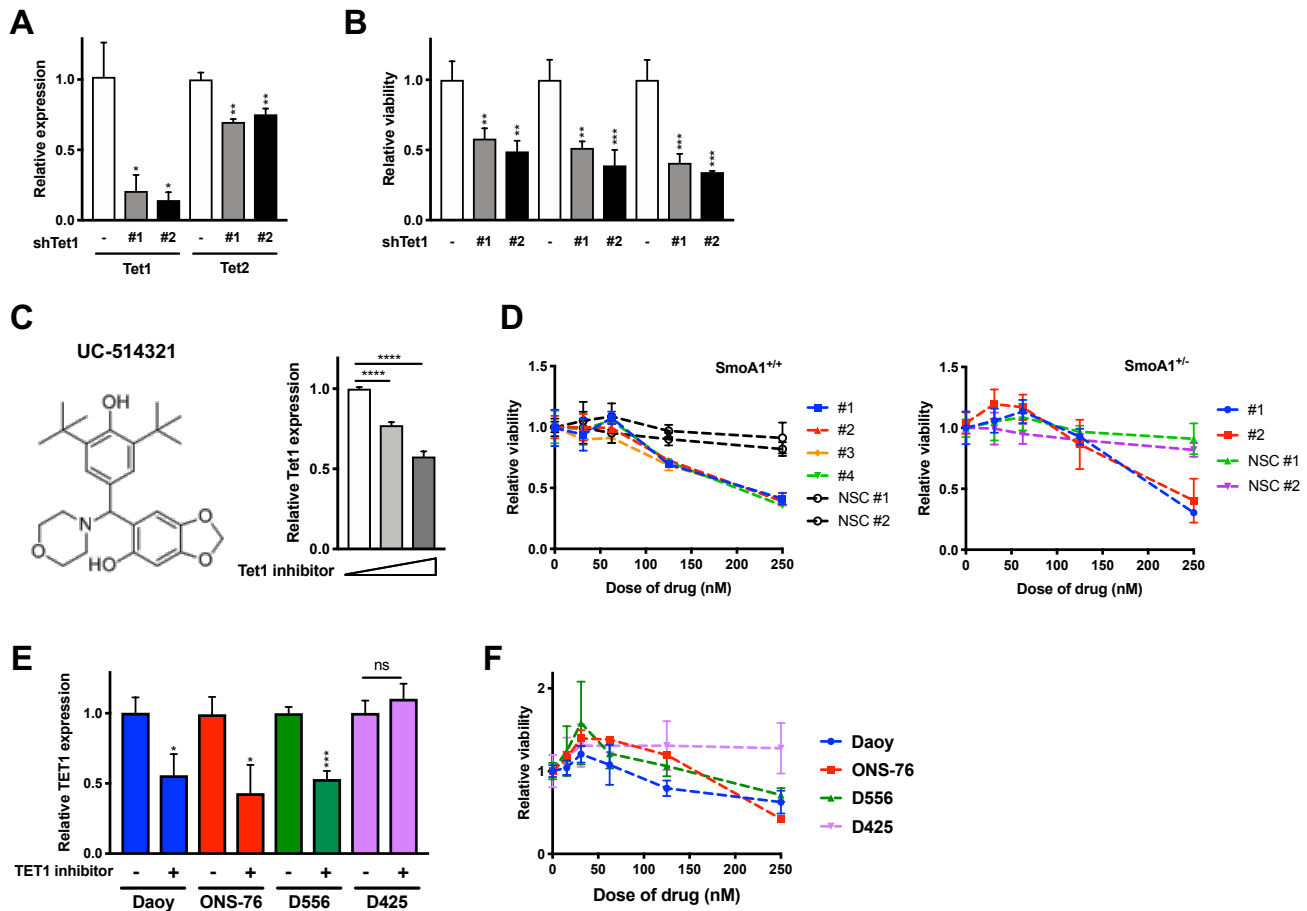 A
Relative expression
1.0
0.5
0.0
*
*
**
**
shTet1
- #1 #2 - #1 #2
Tet1 Tet2
B
Relative viability
1.0
0.5
0.0
**
**
**
***
***
***
shTet1
- #1 #2 - #1 #2 - #1 #2
C
UC-514321
OH
N
O
HO
O
O
Relative Tet1 expression
1.0
0.5
0.0
****
****
Tet1 inhibitor
D
SmoA1+/+
Relative viability
1.5
1.0
0.5
0.0
0 50 100 150 200 250
Dose of drug (nM)
#1
#2
#3
#4
NSC #1
NSC #2
SmoA1+/-
Relative viability
1.5
1.0
0.5
0.0
0 50 100 150 200 250
Dose of drug (nM)
#1
#2
NSC #1
NSC #2
E
Relative TET1 expression
1.0
0.5
0.0
*
*
***
ns
TET1 inhibitor
- + - + - + - +
Daoy ONS-76 D556 D425
F
Relative viability
2
1
0
0 50 100 150 200 250
Dose of drug (nM)
Daoy
ONS-76
D556
D425